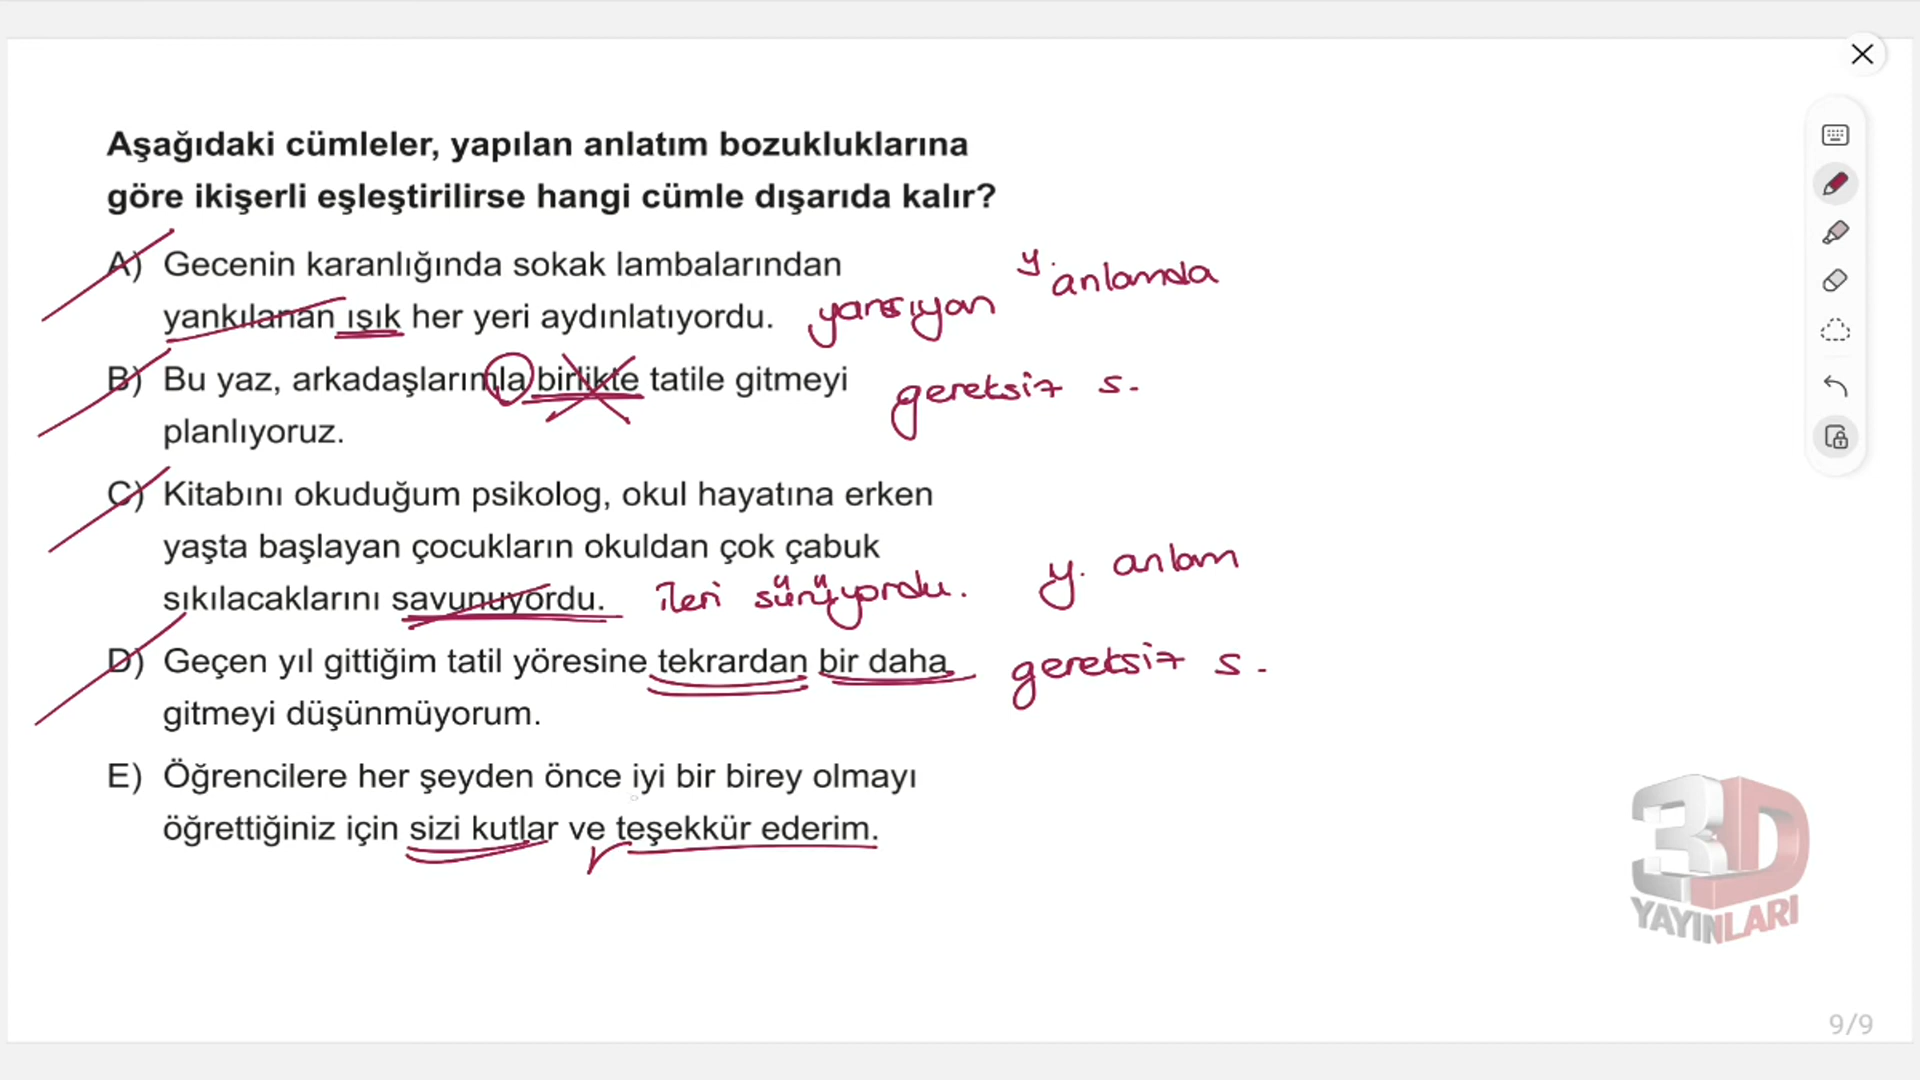 Aşağıdaki cümleler, yapılan anlatım bozukluklarına
göre ikişerli eşleştirilirse hangi cümle dışarıda kalır?
A) Gecenin karanlığında sokak lambalarından
y. anlamda
yankılanan ışık her yeri aydınlatıyordu. yansıyan
B) Bu yaz, arkadaşlarımla birlikte tatile gitmeyi
gereksiz s.
planlıyoruz.
C) Kitabını okuduğum psikolog, okul hayatına erken
yaşta başlayan çocukların okuldan çok çabuk
y. anlam
sıkılacaklarını savunuyordu. ileri sürüyordu.
D) Geçen yıl gittiğim tatil yöresine tekrardan bir daha
gereksiz s.
gitmeyi düşünmüyorum.
E) Öğrencilere her şeyden önce iyi bir birey olmayı
öğrettiğiniz için sizi kutlar ve teşekkür ederim.
3D
YAYINLARI
9/9